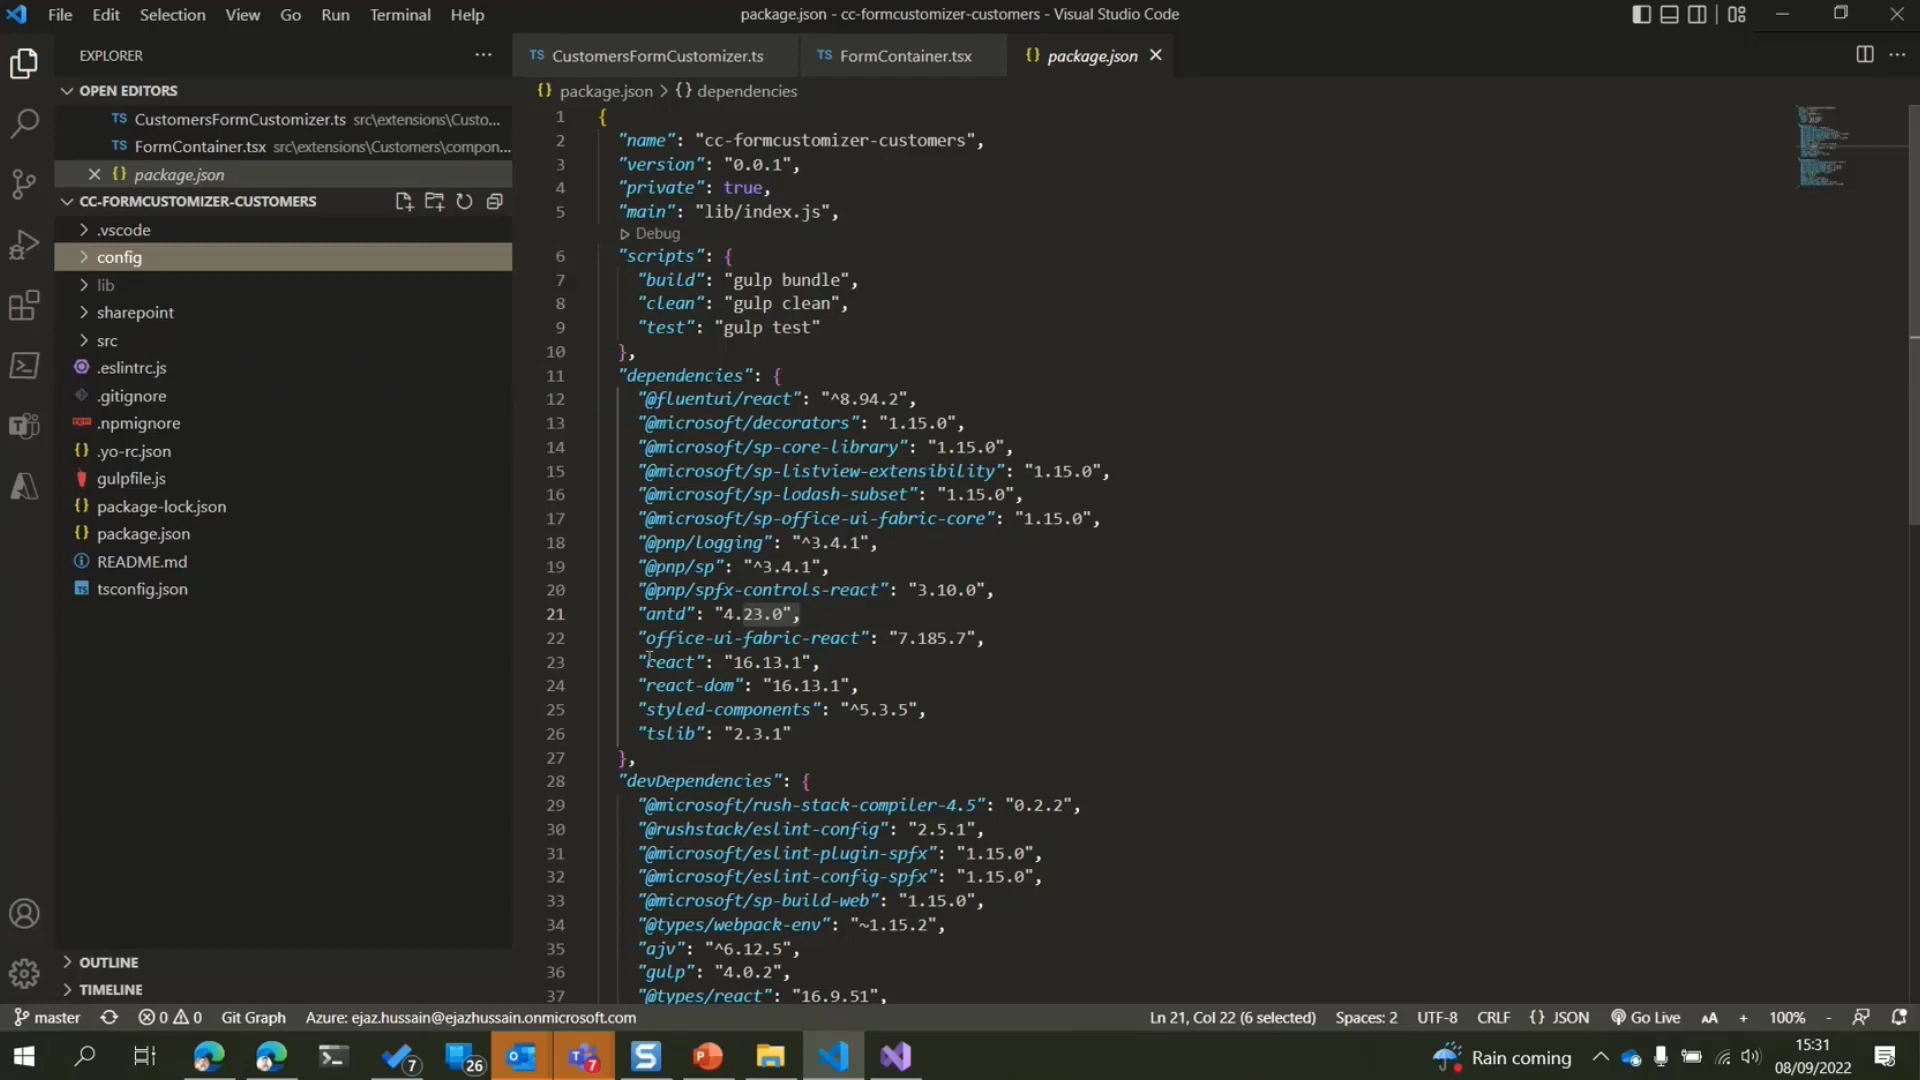 File Edit Selection View Go Run Terminal Help
package.json - cc-formcustomizer-customers - Visual Studio Code
EXPLORER
OPEN EDITORS
TS CustomersFormCustomizer.ts src\extensions\Custo...
TS FormContainer.tsx src\extensions\Customers\compon...
{} package.json
CC-FORMCUSTOMIZER-CUSTOMERS
.vscode
config
lib
sharepoint
src
.eslintrc.js
.gitignore
.npmignore
{} .yo-rc.json
gulpfile.js
{} package-lock.json
{} package.json
README.md
TS tsconfig.json
OUTLINE
TIMELINE
TS CustomersFormCustomizer.ts TS FormContainer.tsx {} package.json
{} package.json > {} dependencies
1 {
2 "name": "cc-formcustomizer-customers",
3 "version": "0.0.1",
4 "private": true,
5 "main": "lib/index.js",
Debug
6 "scripts": {
7 "build": "gulp bundle",
8 "clean": "gulp clean",
9 "test": "gulp test"
10 },
11 "dependencies": {
12 "@fluentui/react": "^8.94.2",
13 "@microsoft/decorators": "1.15.0",
14 "@microsoft/sp-core-library": "1.15.0",
15 "@microsoft/sp-listview-extensibility": "1.15.0",
16 "@microsoft/sp-lodash-subset": "1.15.0",
17 "@microsoft/sp-office-ui-fabric-core": "1.15.0",
18 "@pnp/logging": "^3.4.1",
19 "@pnp/sp": "^3.4.1",
20 "@pnp/spfx-controls-react": "3.10.0",
21 "antd": "4.23.0",
22 "office-ui-fabric-react": "7.185.7",
23 "react": "16.13.1",
24 "react-dom": "16.13.1",
25 "styled-components": "^5.3.5",
26 "tslib": "2.3.1"
27 },
28 "devDependencies": {
29 "@microsoft/rush-stack-compiler-4.5": "0.2.2",
30 "@rushstack/eslint-config": "2.5.1",
31 "@microsoft/eslint-plugin-spfx": "1.15.0",
32 "@microsoft/eslint-config-spfx": "1.15.0",
33 "@microsoft/sp-build-web": "1.15.0",
34 "@types/webpack-env": "~1.15.2",
35 "ajv": "^6.12.5",
36 "gulp": "4.0.2",
37 "@types/react": "16.9.51",
master 0 0 Git Graph Azure: ejaz.hussain@ejazhussain.onmicrosoft.com
Ln 21, Col 22 (6 selected) Spaces: 2 UTF-8 CRLF {} JSON Go Live AA + 100% -
7 26 7
Rain coming
15:31
08/09/2022